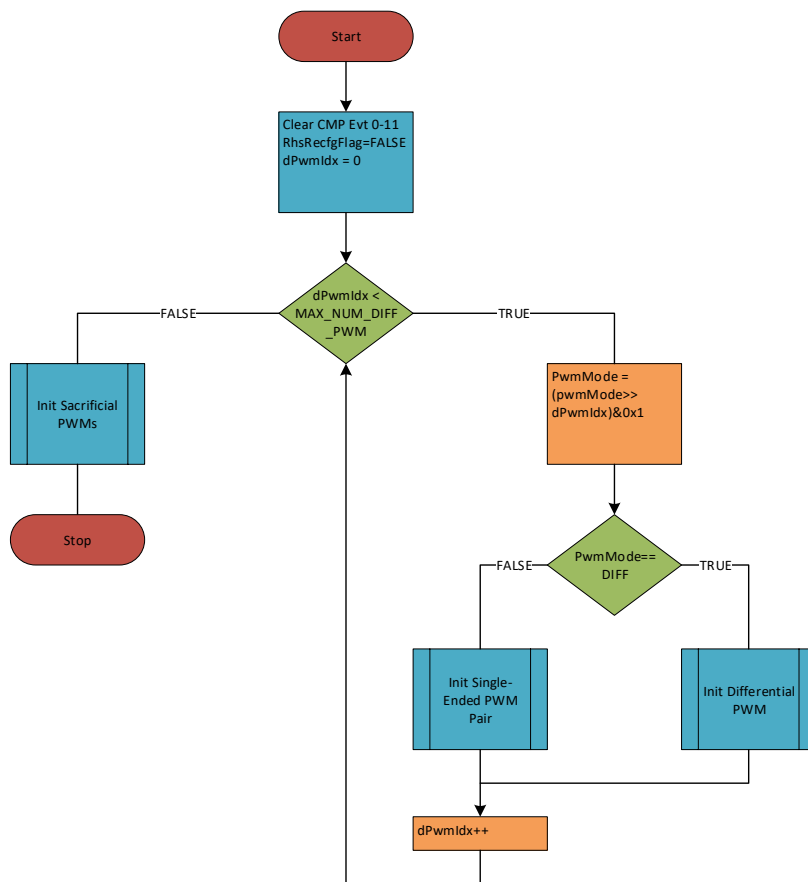 Start
Clear CMP Evt 0-11
RhsRecfgFlag=FALSE
dPwmIdx = 0
dPwmIdx <
MAX_NUM_DIFF
_PWM
FALSE
TRUE
Init Sacrificial
PWMs
PwmMode =
(pwmMode>>
dPwmIdx)&0x1
Stop
PwmMode==
DIFF
FALSE
TRUE
Init Single-
Ended PWM
Pair
Init Differential
PWM
dPwmIdx++